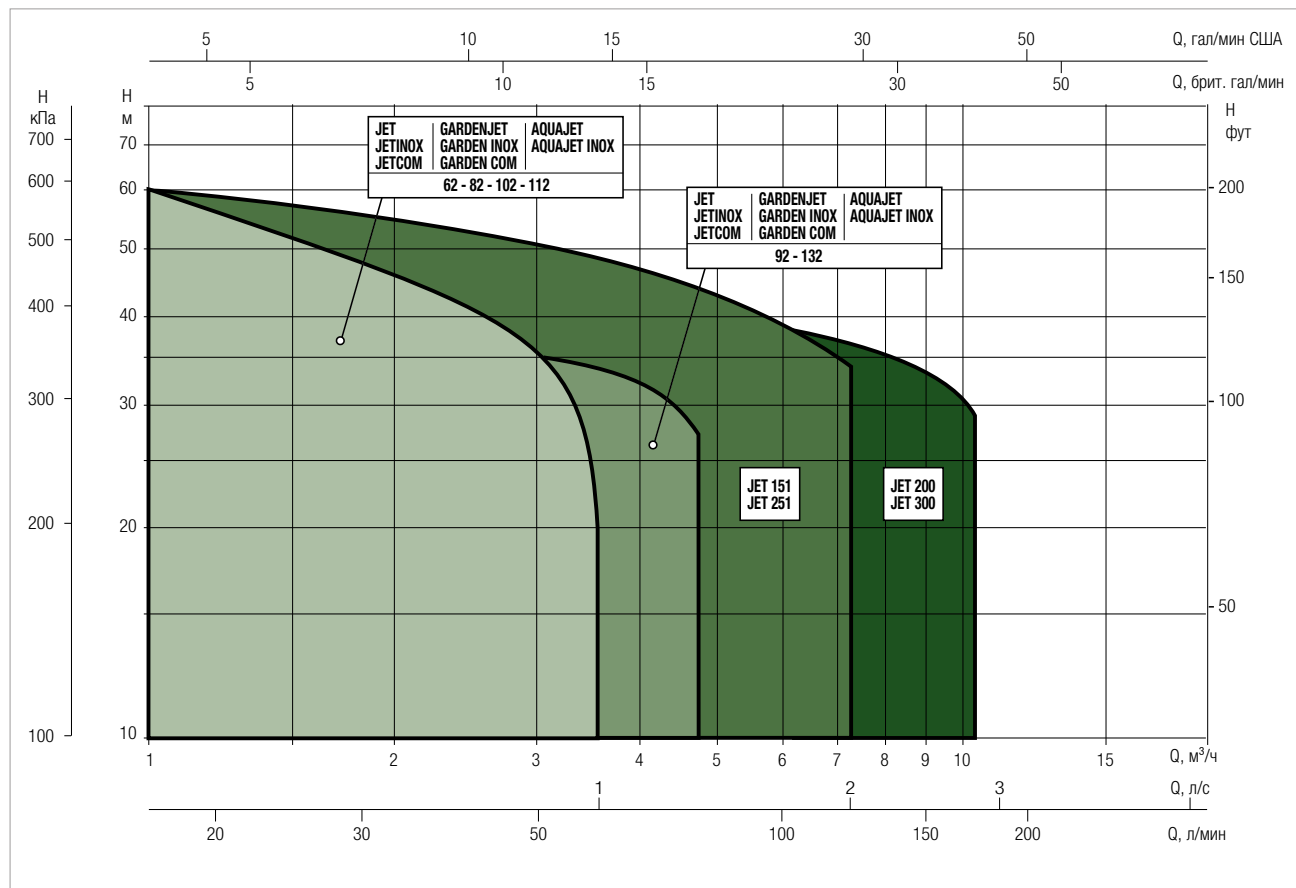 5 10 15 30 50 Q, гал/мин США
5 10 15 30 50 Q, брит. гал/мин
H
кПа
H
м
H
фут
700
600
500
400
300
200
100
70
60
50
40
30
20
10
200
150
100
50
JET GARDENJET AQUAJET
JETINOX GARDEN INOX AQUAJET INOX
JETCOM GARDEN COM
62 - 82 - 102 - 112
JET GARDENJET AQUAJET
JETINOX GARDEN INOX AQUAJET INOX
JETCOM GARDEN COM
92 - 132
JET 151
JET 251
JET 200
JET 300
1 2 3 4 5 6 7 8 9 10 15 Q, м³/ч
1 2 3 Q, л/с
20 30 50 100 150 200 Q, л/мин